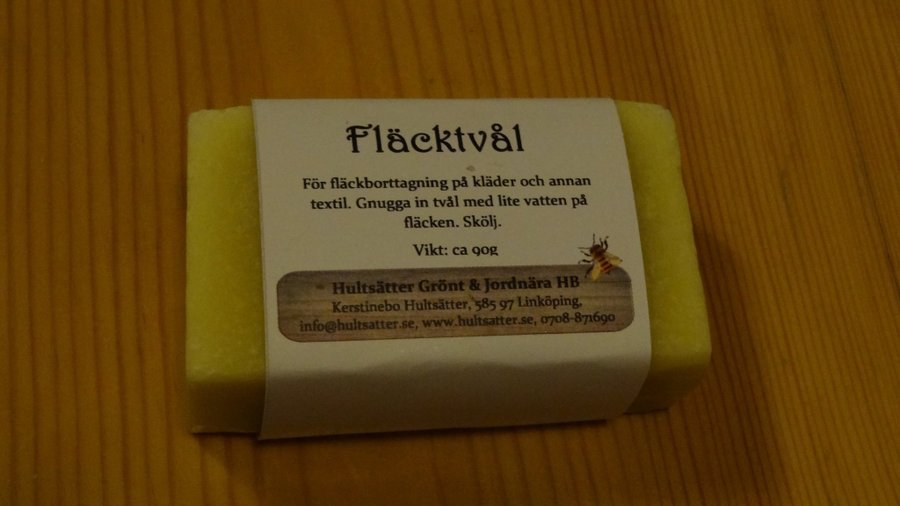 Fläcktvål
För fläckborttagning på kläder och annan
textil. Gnugga in tvål med lite vatten på
fläcken. Skölj.
Vikt: ca 90g
Hultsätter Grönt & Jordnära HB
Kerstinebo Hultsätter, 585 97 Linköping,
info@hultsatter.se, www.hultsatter.se, 0708-871690